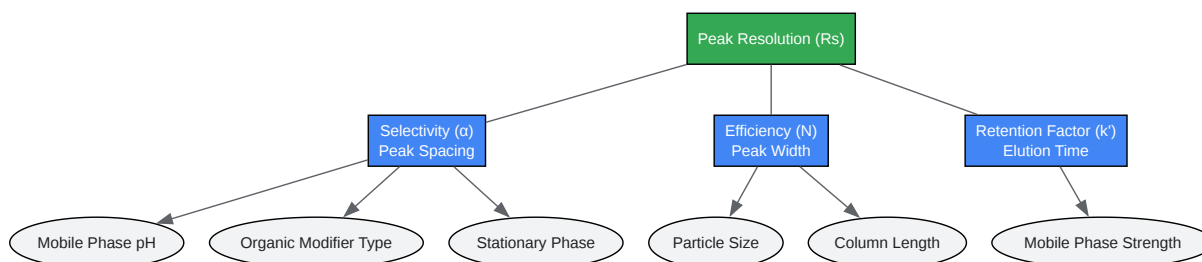 Peak Resolution (Rs)
Selectivity (α)
Peak Spacing
Efficiency (N)
Peak Width
Retention Factor (k')
Elution Time
Mobile Phase pH
Organic Modifier Type
Stationary Phase
Particle Size
Column Length
Mobile Phase Strength